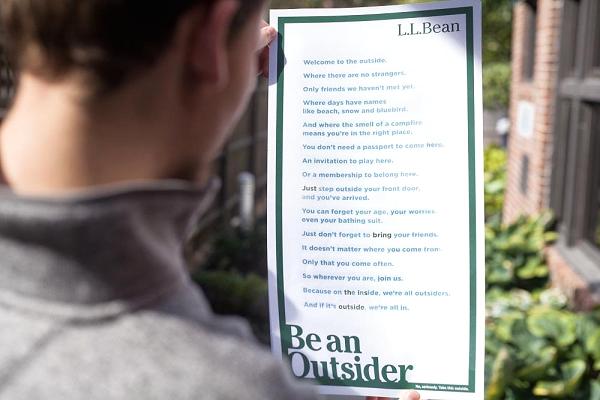 L.L.Bean
Welcome to the outside.
Where there are no strangers.
Only friends we haven't met yet.
Where days have names
like beach, snow and bluebird.
And where the smell of a campfire
means you're in the right place.
You don't need a passport to come here.
An invitation to play here.
Or a membership to belong here.
Just step outside your front door,
and you've arrived.
You can forget your age, your worries
even your bathing suit.
Just don't forget to bring your friends.
It doesn't matter where you come from.
Only that you come often.
So wherever you are, join us.
Because on the inside, we're all outsiders.
And if it's outside, we're all in.
Be an
Outsider
No, seriously. Take this outside.